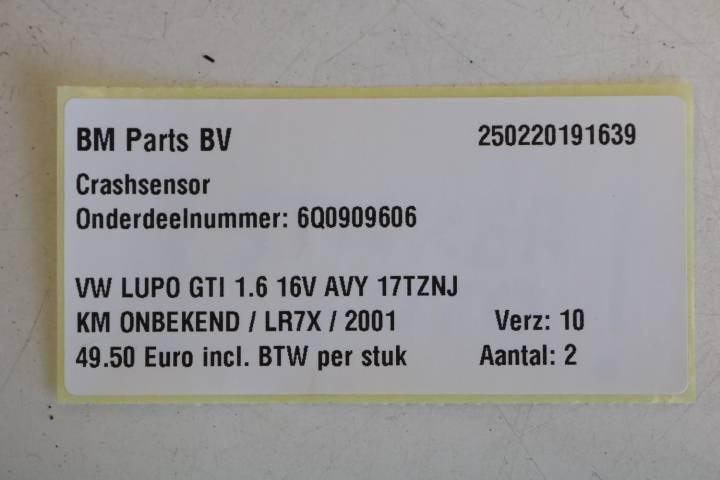 BM Parts BV 250220191639
Crashsensor
Onderdeelnummer: 6Q0909606
VW LUPO GTI 1.6 16V AVY 17TZNJ
KM ONBEKEND / LR7X / 2001 Verz: 10
49.50 Euro incl. BTW per stuk Aantal: 2